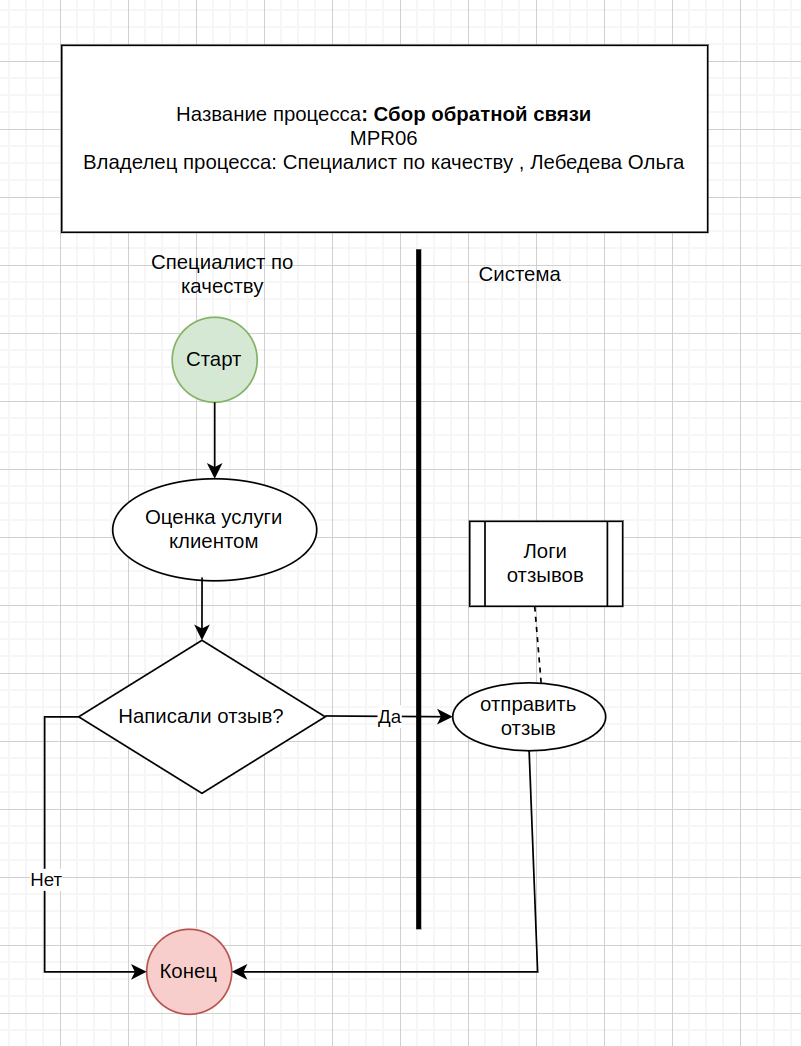 Название процесса: Сбор обратной связи
MPR06
Владелец процесса: Специалист по качеству , Лебедева Ольга
Специалист по
качеству
Система
Старт
Оценка услуги
клиентом
Логи
отзывов
Написали отзыв?
Да
отправить
отзыв
Нет
Конец